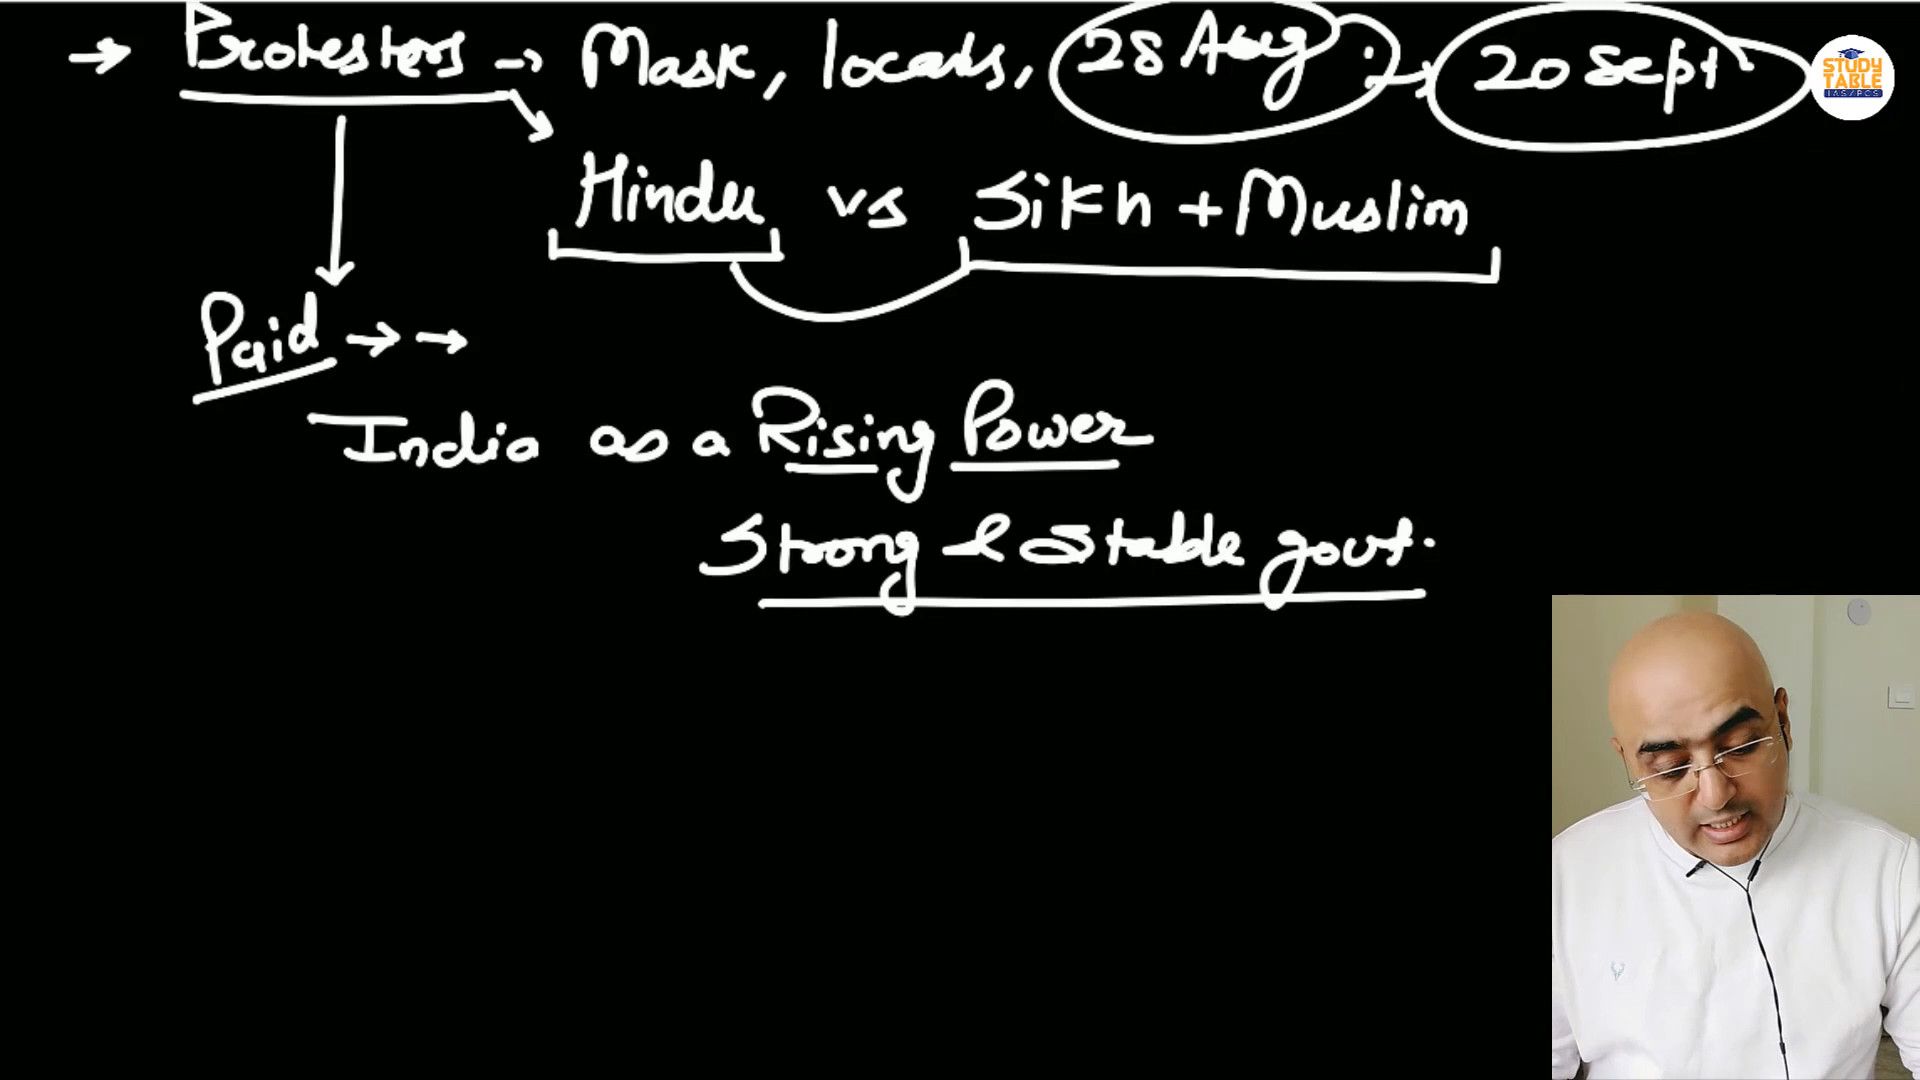 → Protesters → Mask, locals, 28 Aug, 20 Sept
STUDY TABLE
IAS/PCS
Hindu vs Sikh + Muslim
Paid → →
India as a Rising Power
Strong & Stable govt.